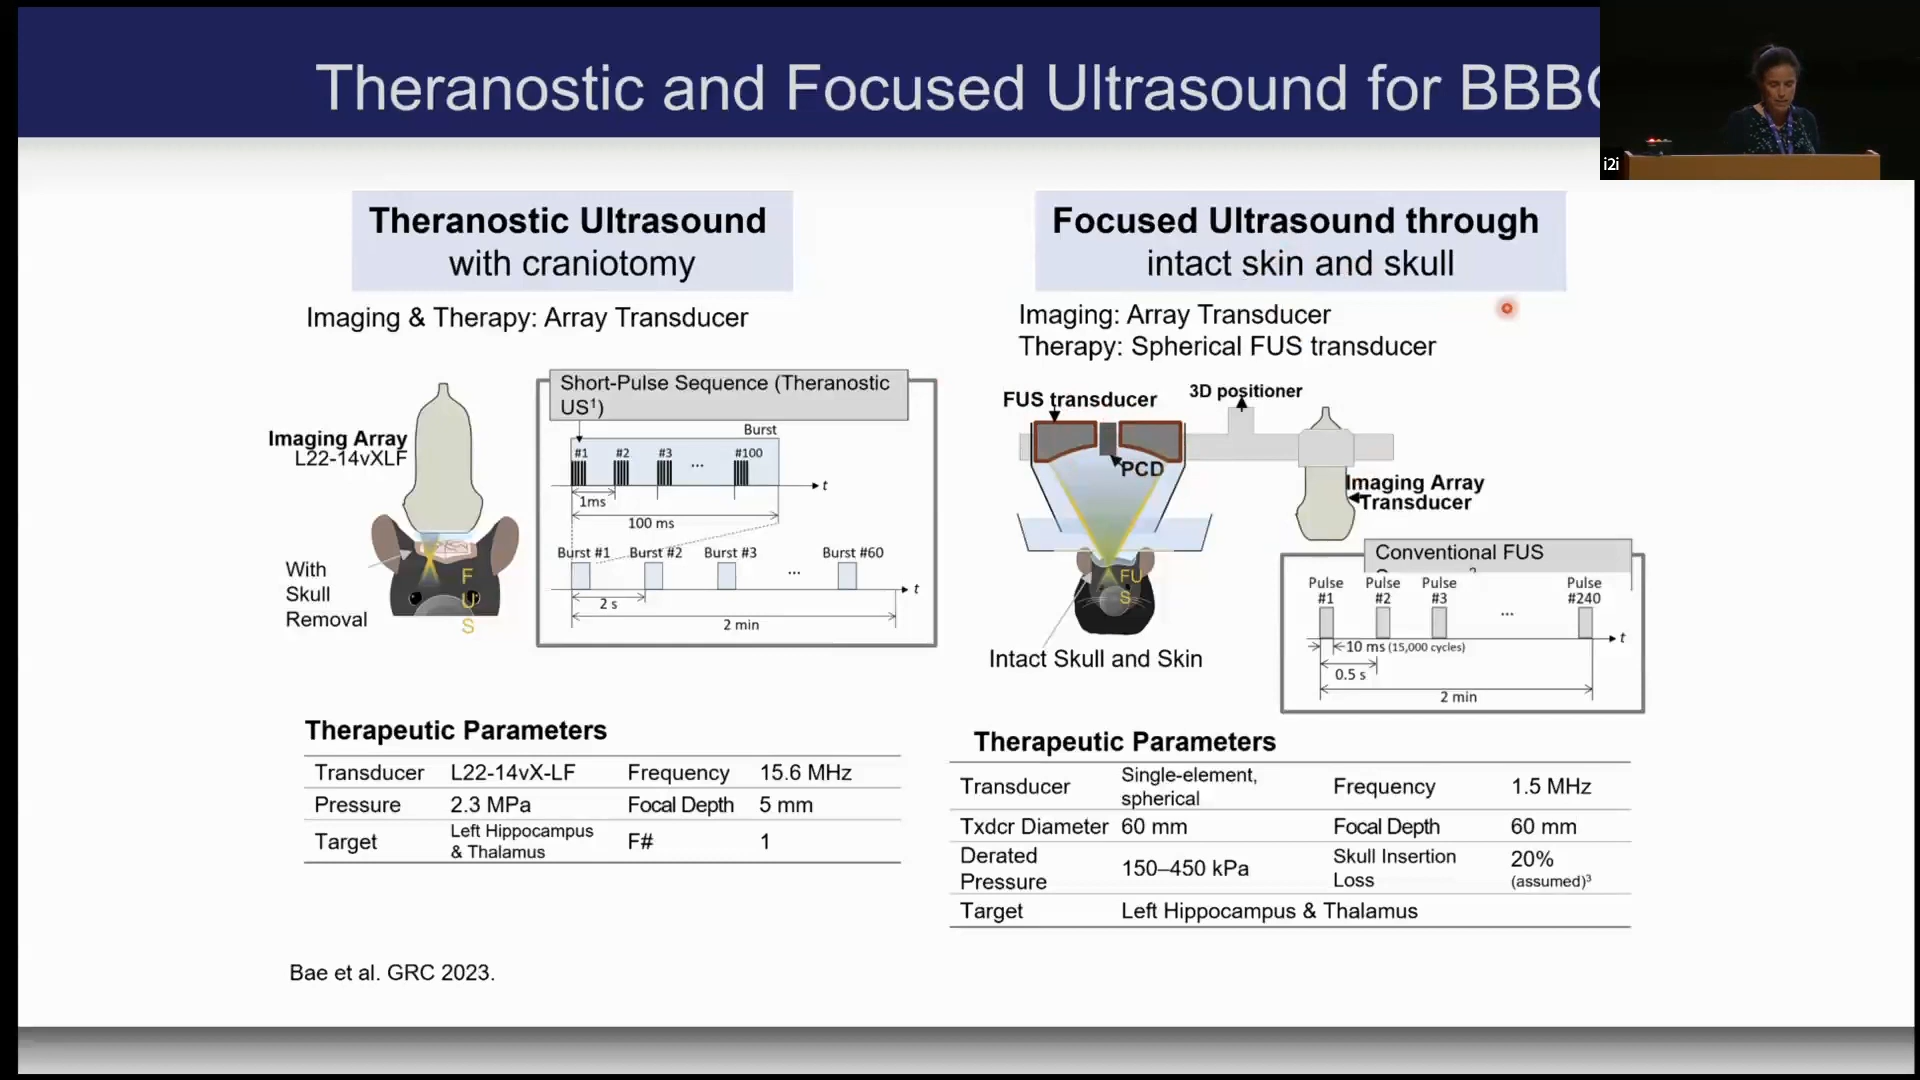 Theranostic and Focused Ultrasound for BBB
i2i
Theranostic Ultrasound
with craniotomy
Imaging & Therapy: Array Transducer
Imaging Array
L22-14vXLF
With
Skull
Removal
F
U
S
Short-Pulse Sequence (Theranostic
US¹)
Burst
#1 #2 #3 ... #100
t
1ms
100 ms
Burst #1 Burst #2 Burst #3 ... Burst #60
t
2 s
2 min
Therapeutic Parameters
Transducer L22-14vX-LF Frequency 15.6 MHz
Pressure 2.3 MPa Focal Depth 5 mm
Target Left Hippocampus & Thalamus F# 1
Bae et al. GRC 2023.
Focused Ultrasound through
intact skin and skull
Imaging: Array Transducer
Therapy: Spherical FUS transducer
FUS transducer
3D positioner
PCD
Imaging Array
Transducer
FU
S
Intact Skull and Skin
Conventional FUS
Pulse Pulse Pulse Pulse
#1 #2 #3 ... #240
t
10 ms (15,000 cycles)
0.5 s
2 min
Therapeutic Parameters
Transducer Single-element, spherical Frequency 1.5 MHz
Txdcr Diameter 60 mm Focal Depth 60 mm
Derated Pressure 150–450 kPa Skull Insertion Loss 20% (assumed)³
Target Left Hippocampus & Thalamus